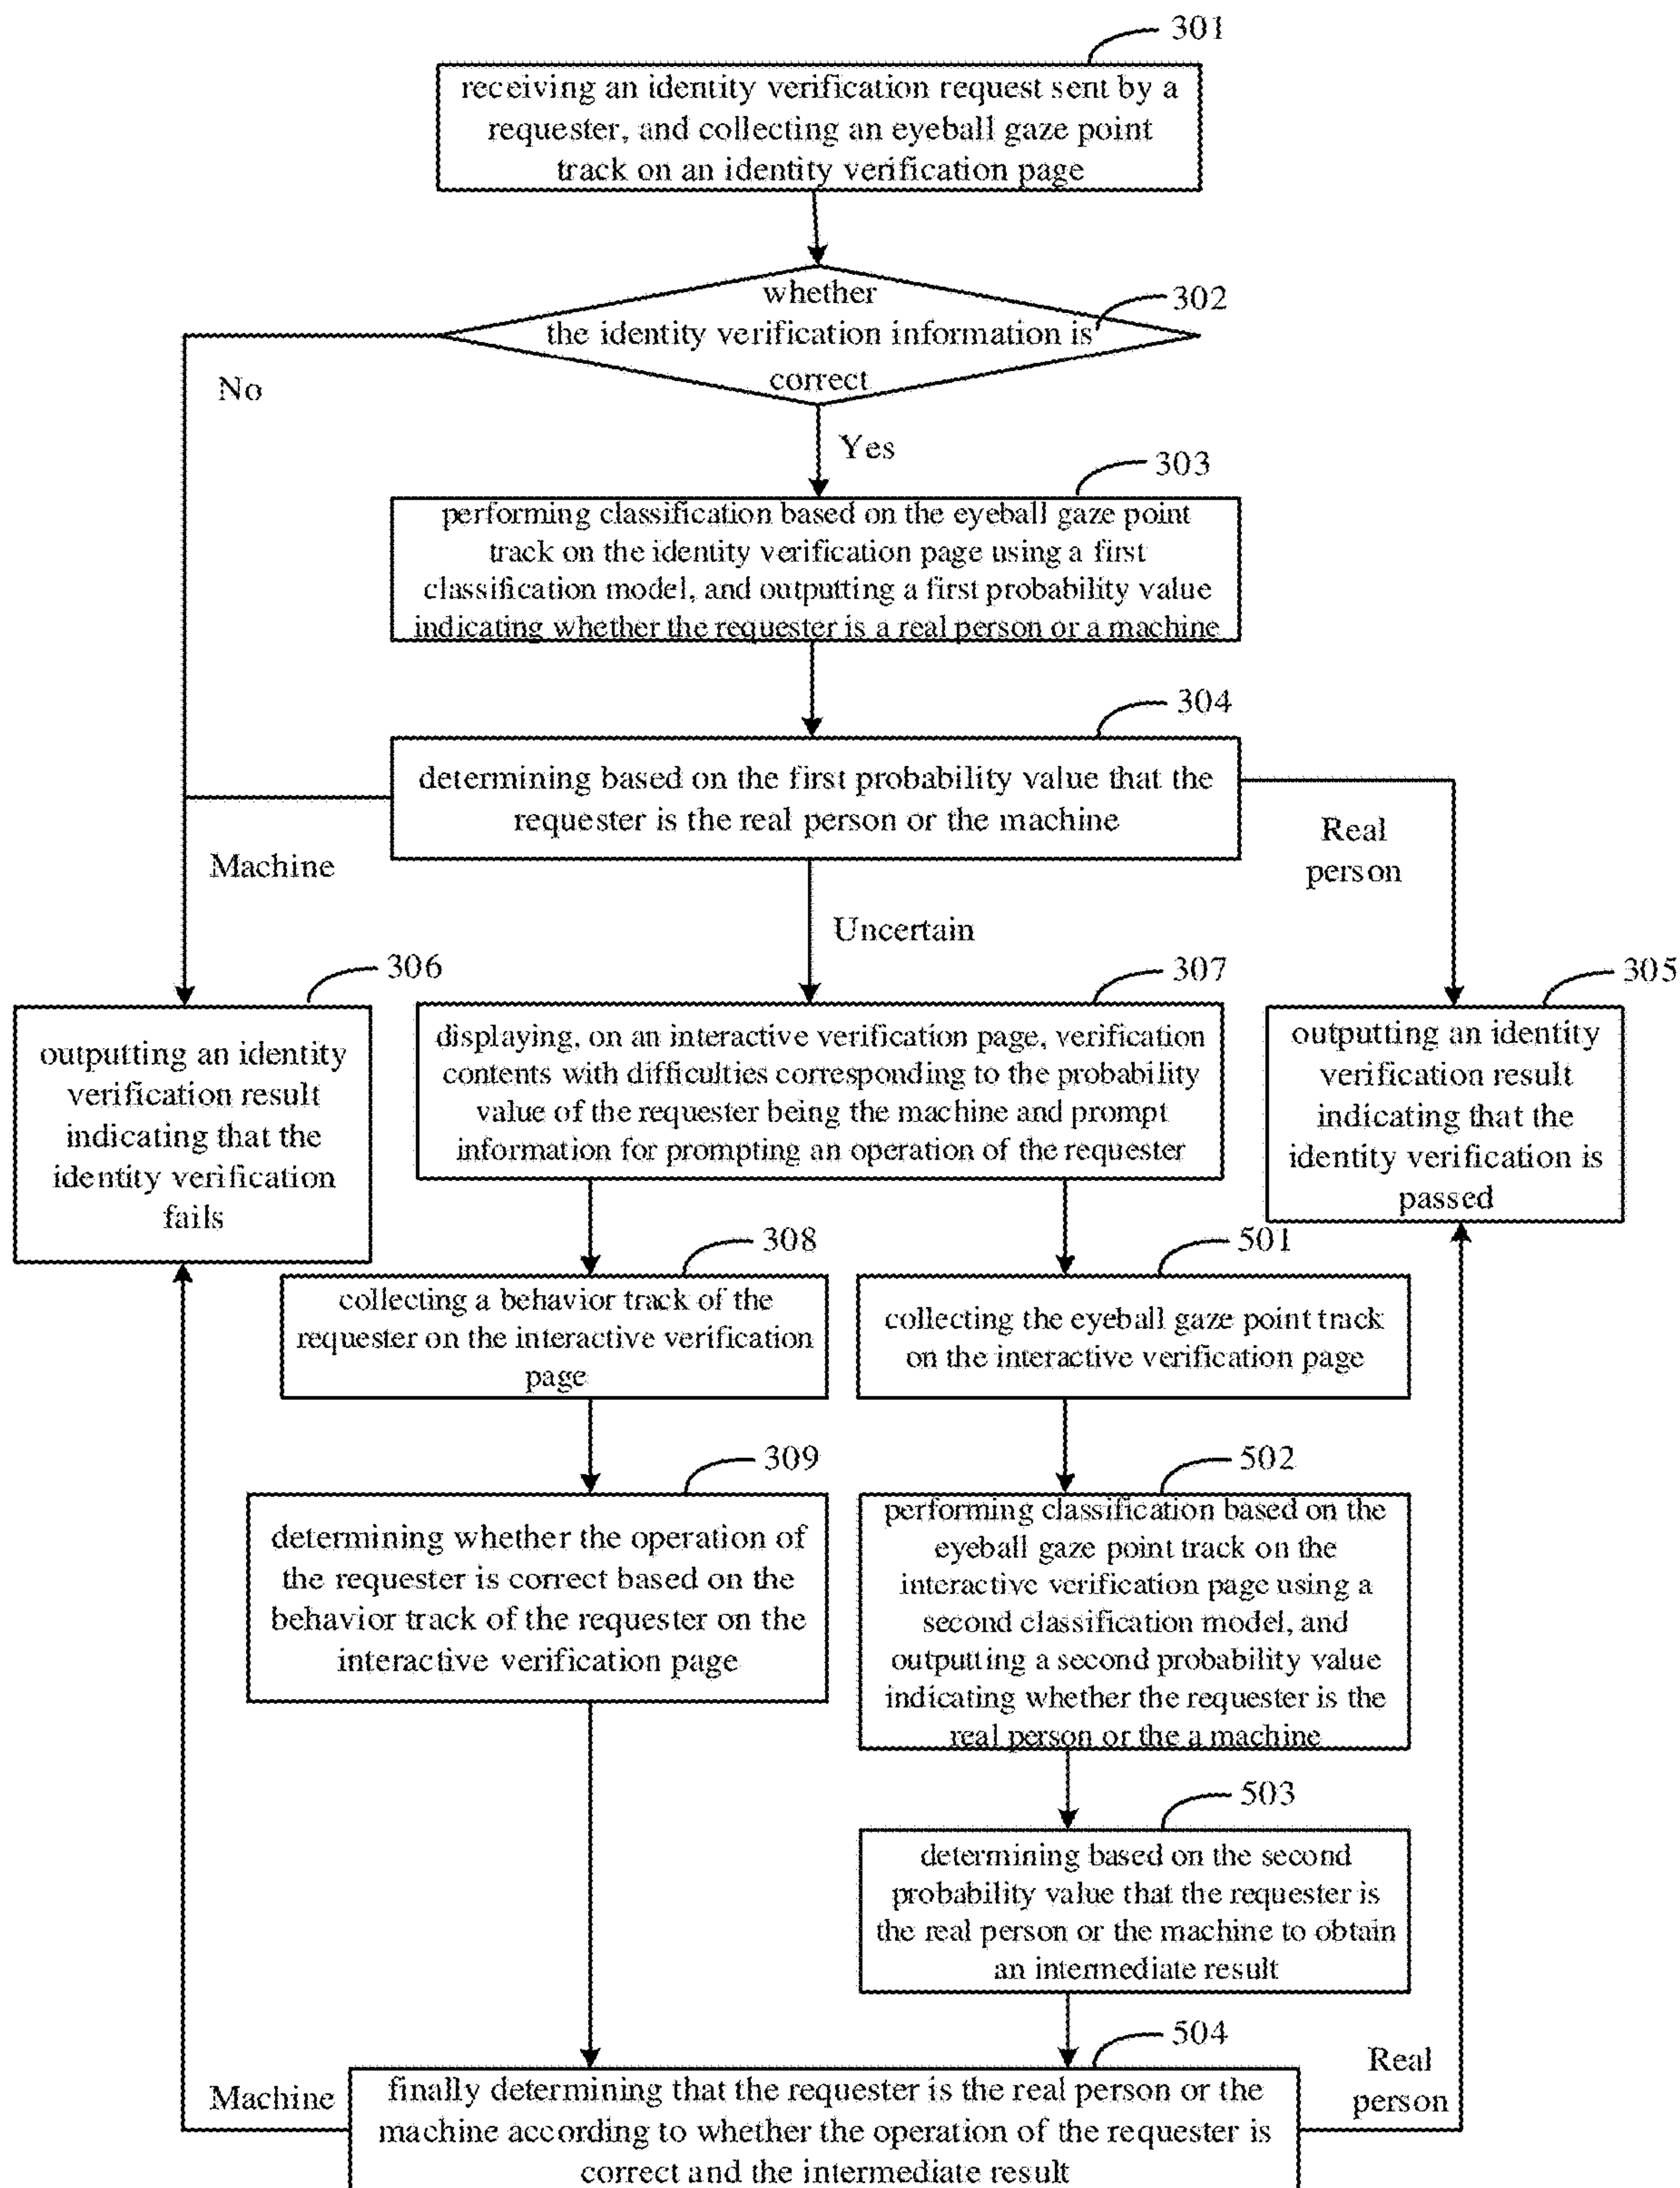 301
receiving an identity verification request sent by a
requester, and collecting an eyeball gaze point
track on an identity verification page
whether
302
the identity verification information is
correct
No
Yes
303
performing classification based on the eyeball gaze point
track on the identity verification page using a first
classification model, and outputting a first probability value
indicating whether the requester is a real person or a machine
304
determining based on the first probability value that the
requester is the real person or the machine
Real
person
Machine
Uncertain
306
outputting an identity
verification result
indicating that the
identity verification
fails
307
displaying, on an interactive verification page, verification
contents with difficulties corresponding to the probability
value of the requester being the machine and prompt
information for prompting an operation of the requester
305
outputting an identity
verification result
indicating that the
identity verification is
passed
308
collecting a behavior track of the
requester on the interactive verification
page
501
collecting the eyeball gaze point track
on the interactive verification page
309
determining whether the operation of
the requester is correct based on the
behavior track of the requester on the
interactive verification page
502
performing classification based on the
eyeball gaze point track on the
interactive verification page using a
second classification model, and
outputting a second probability value
indicating whether the requester is the
real person or the a machine
503
determining based on the second
probability value that the requester is
the real person or the machine to obtain
an intermediate result
504
Machine
finally determining that the requester is the real person or the
machine according to whether the operation of the requester is
correct and the intermediate result
Real
person